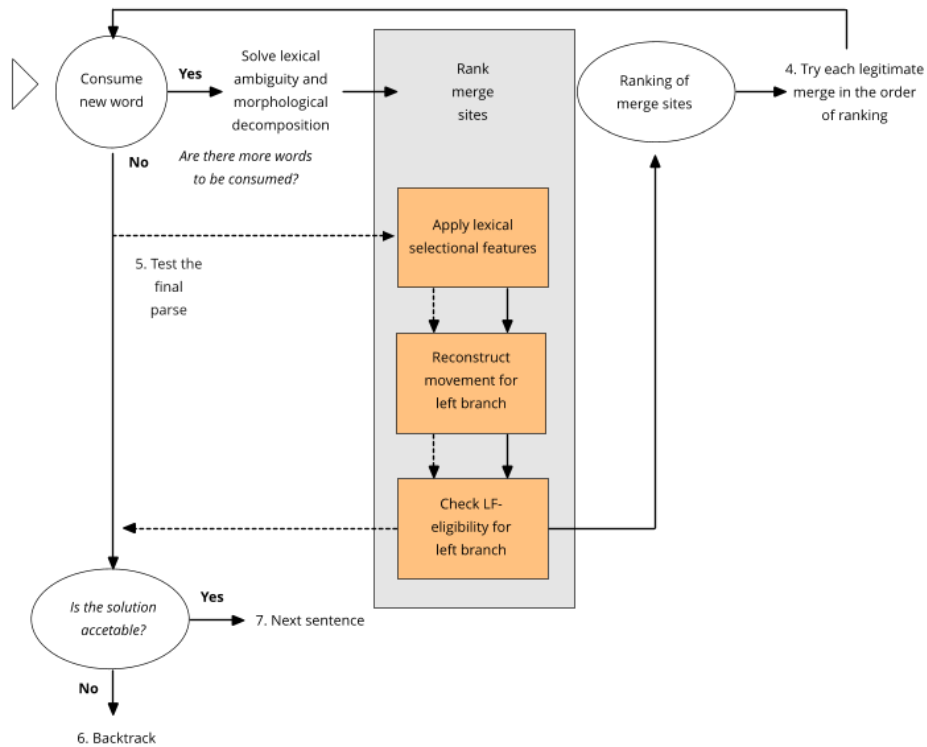 Consume
new word
Yes
Solve lexical
ambiguity and
morphological
decomposition
Rank
merge
sites
Ranking of
merge sites
4. Try each legitimate
merge in the order
of ranking
No
Are there more words
to be consumed?
Apply lexical
selectional features
5. Test the
final
parse
Reconstruct
movement for
left branch
Check LF-
eligibility for
left branch
Is the solution
accetable?
Yes
7. Next sentence
No
6. Backtrack